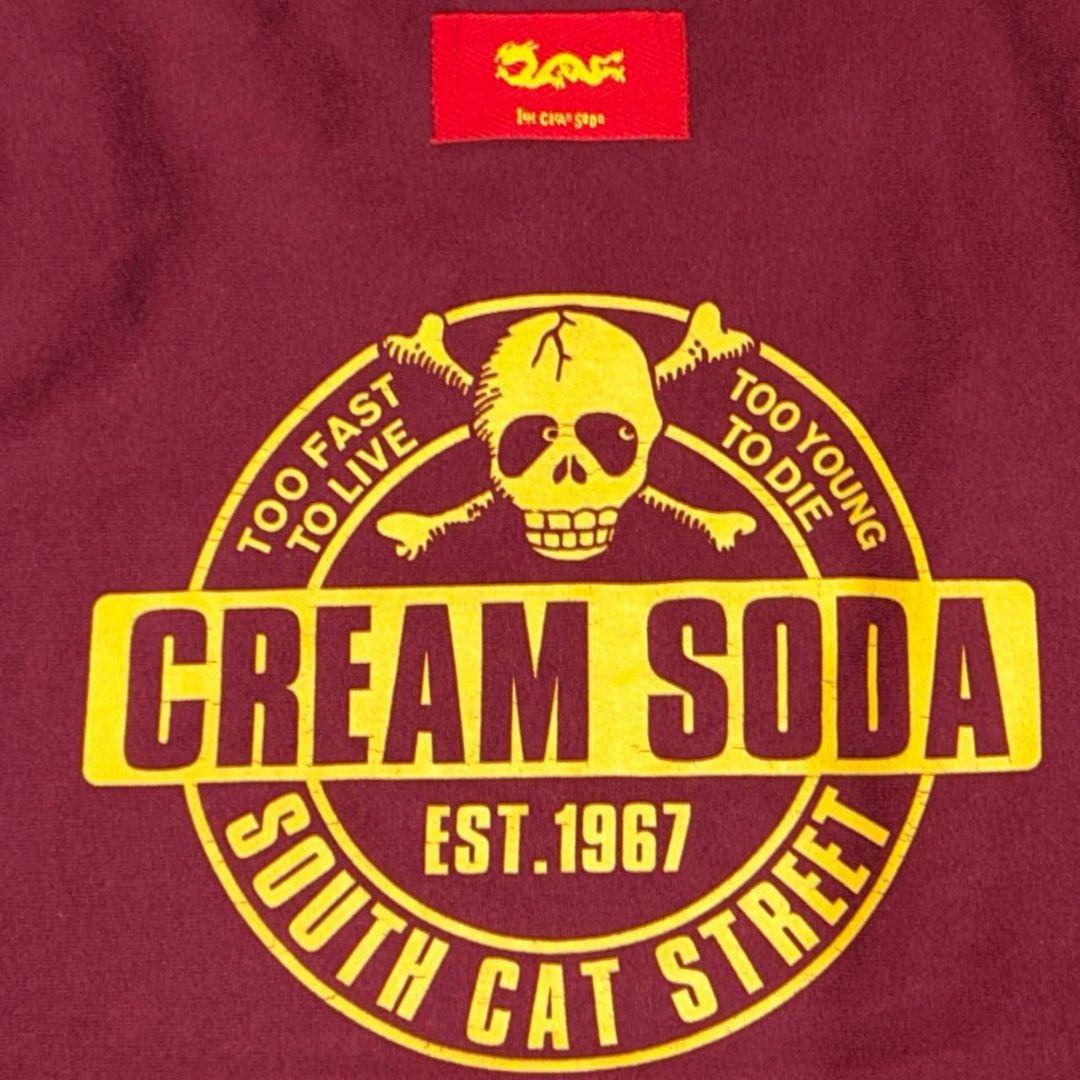 TOO FAST
TO LIVE
TOO YOUNG
TO DIE
CREAM SODA
EST.1967
SOUTH CAT STREET